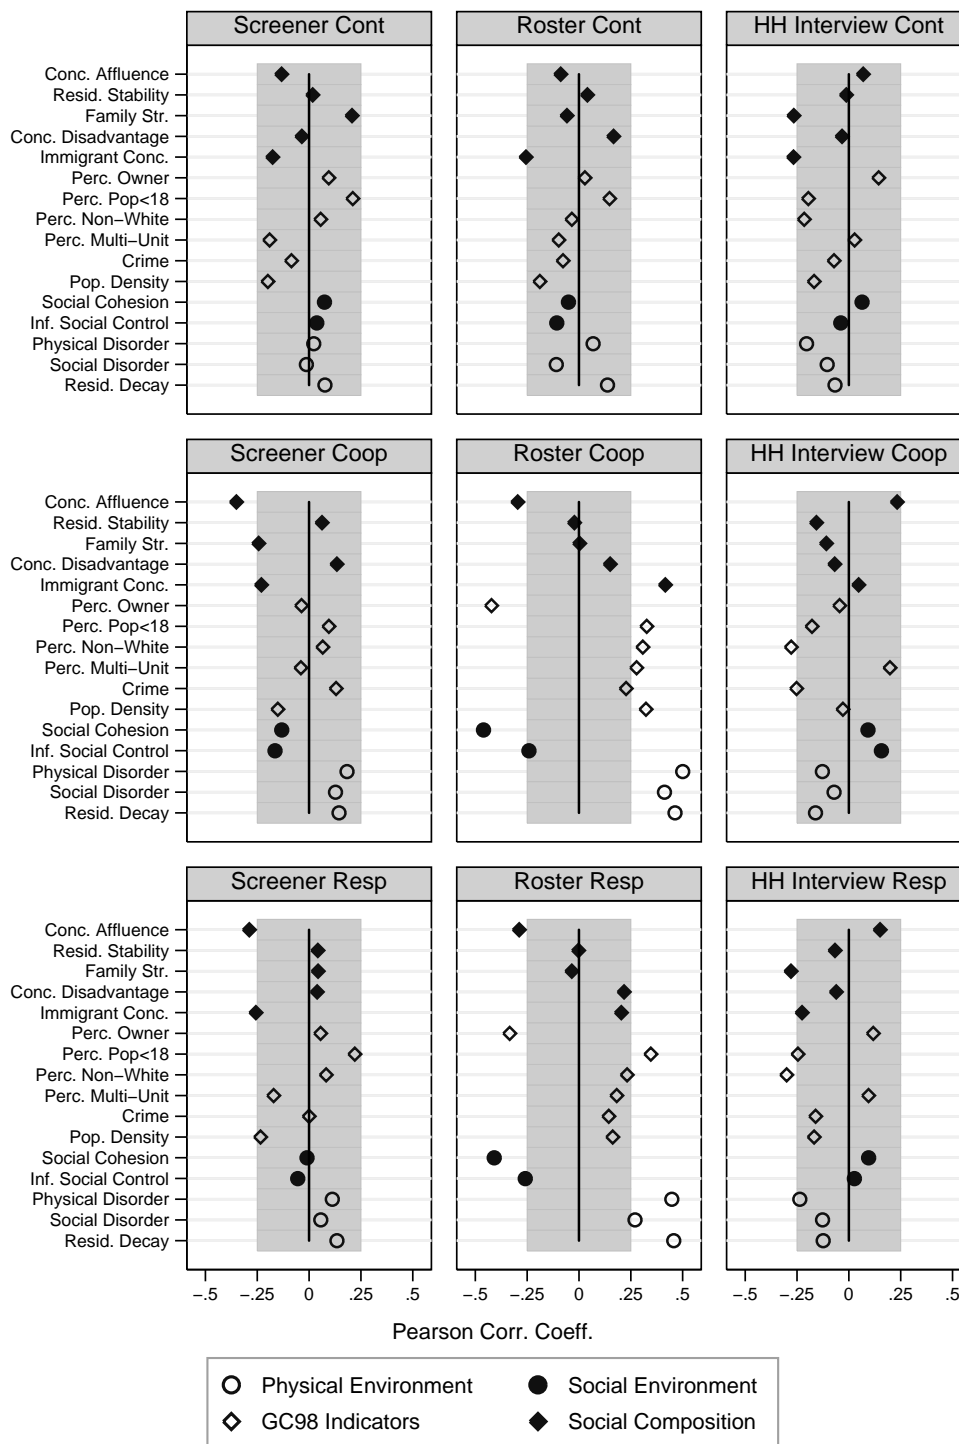 Screener Cont
Roster Cont
HH Interview Cont
Conc. Affluence
Resid. Stability
Family Str.
Conc. Disadvantage
Immigrant Conc.
Perc. Owner
Perc. Pop<18
Perc. Non−White
Perc. Multi−Unit
Crime
Pop. Density
Social Cohesion
Inf. Social Control
Physical Disorder
Social Disorder
Resid. Decay
Screener Coop
Roster Coop
HH Interview Coop
Conc. Affluence
Resid. Stability
Family Str.
Conc. Disadvantage
Immigrant Conc.
Perc. Owner
Perc. Pop<18
Perc. Non−White
Perc. Multi−Unit
Crime
Pop. Density
Social Cohesion
Inf. Social Control
Physical Disorder
Social Disorder
Resid. Decay
Screener Resp
Roster Resp
HH Interview Resp
Conc. Affluence
Resid. Stability
Family Str.
Conc. Disadvantage
Immigrant Conc.
Perc. Owner
Perc. Pop<18
Perc. Non−White
Perc. Multi−Unit
Crime
Pop. Density
Social Cohesion
Inf. Social Control
Physical Disorder
Social Disorder
Resid. Decay
−.5 −.25 0 .25 .5 −.5 −.25 0 .25 .5 −.5 −.25 0 .25 .5
Pearson Corr. Coeff.
Physical Environment Social Environment
GC98 Indicators Social Composition